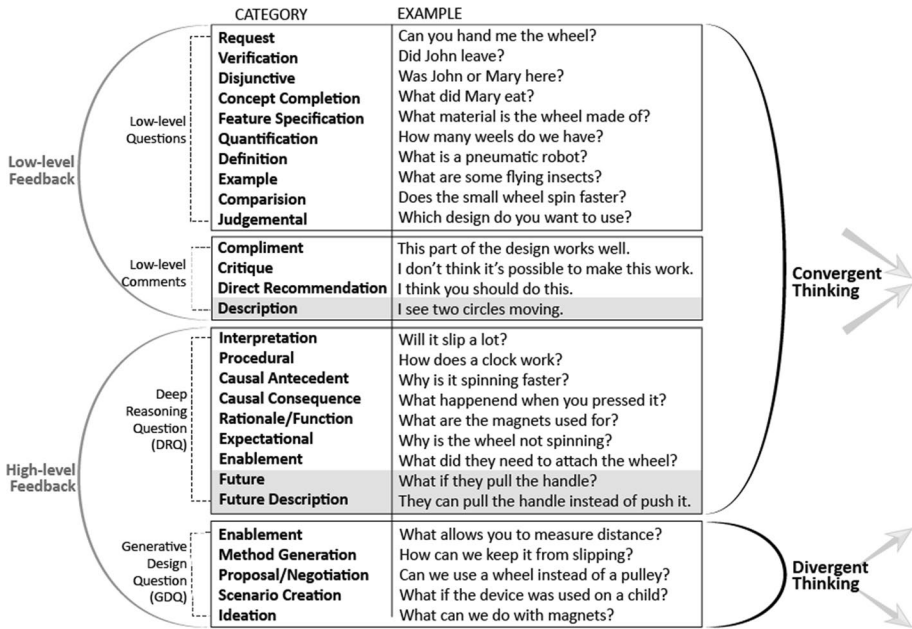 CATEGORY EXAMPLE
Request Can you hand me the wheel?
Verification Did John leave?
Disjunctive Was John or Mary here?
Concept Completion What did Mary eat?
Feature Specification What material is the wheel made of?
Quantification How many weels do we have?
Definition What is a pneumatic robot?
Example What are some flying insects?
Comparision Does the small wheel spin faster?
Judgemental Which design do you want to use?
Low-level
Questions
Low-level
Feedback
Compliment This part of the design works well.
Critique I don't think it's possible to make this work.
Direct Recommendation I think you should do this.
Description I see two circles moving.
Low-level
Comments
Convergent
Thinking
Interpretation Will it slip a lot?
Procedural How does a clock work?
Causal Antecedent Why is it spinning faster?
Causal Consequence What happenend when you pressed it?
Rationale/Function What are the magnets used for?
Expectational Why is the wheel not spinning?
Enablement What did they need to attach the wheel?
Future What if they pull the handle?
Future Description They can pull the handle instead of push it.
Deep
Reasoning
Question
(DRQ)
High-level
Feedback
Enablement What allows you to measure distance?
Method Generation How can we keep it from slipping?
Proposal/Negotiation Can we use a wheel instead of a pulley?
Scenario Creation What if the device was used on a child?
Ideation What can we do with magnets?
Generative
Design
Question
(GDQ)
Divergent
Thinking